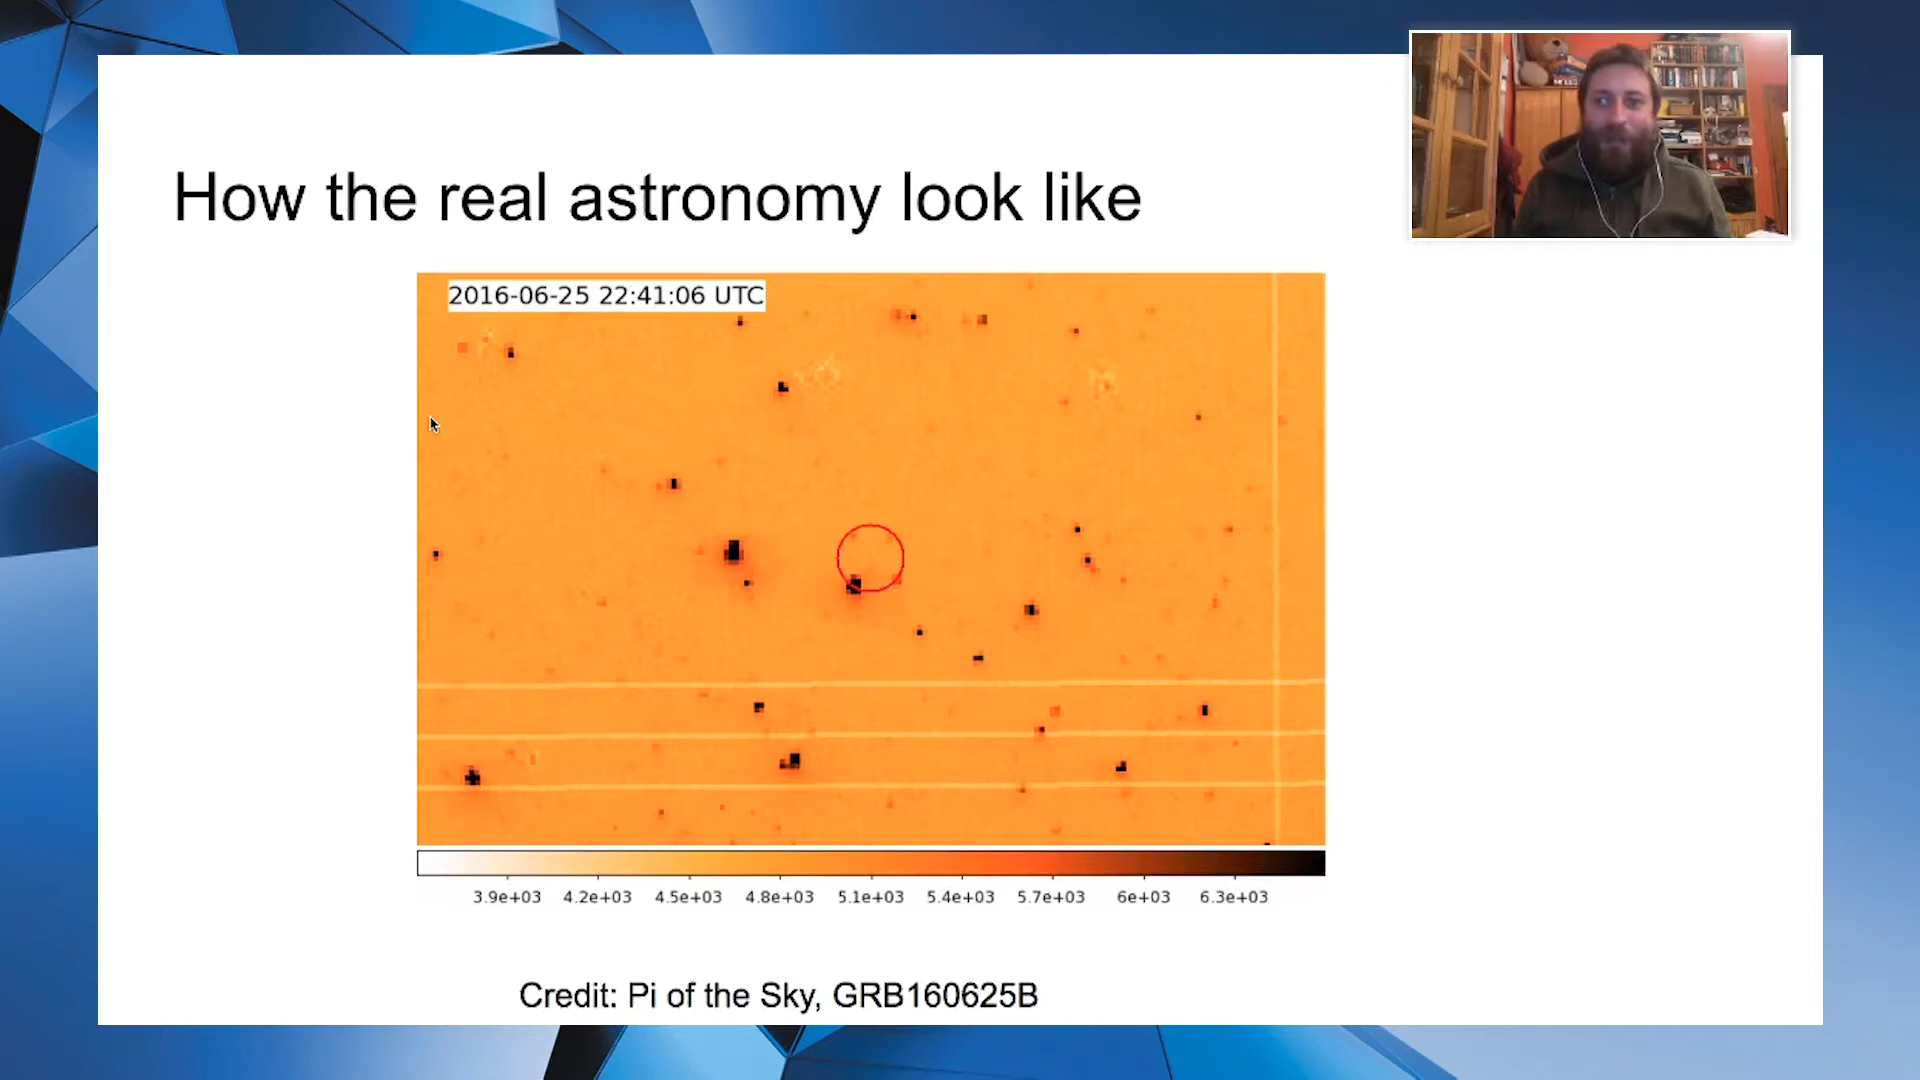 How the real astronomy look like
2016-06-25 22:41:06 UTC
3.9e+03 4.2e+03 4.5e+03 4.8e+03 5.1e+03 5.4e+03 5.7e+03 6e+03 6.3e+03
Credit: Pi of the Sky, GRB160625B